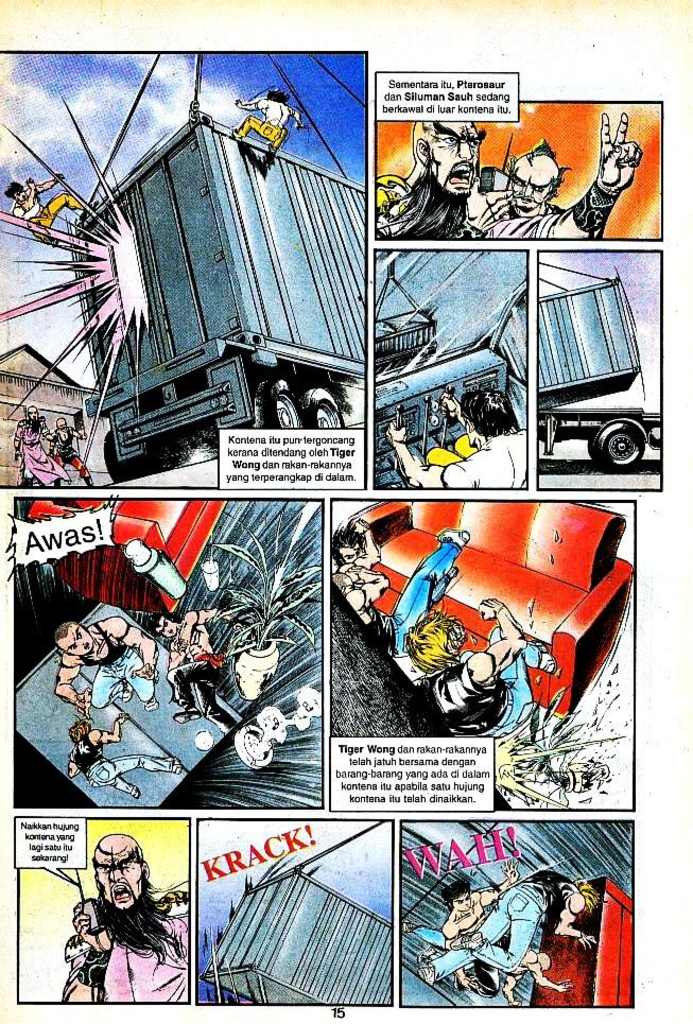 Sementara itu, Pterosaur
dan Siluman Sauh sedang
berkawal di luar kontena itu.
Kontena itu pun tergoncang
kerana ditendang oleh Tiger
Wong dan rakan-rakannya
yang terperangkap di dalam.
Awas!
Tiger Wong dan rakan-rakannya
telah jatuh bersama dengan
barang-barang yang ada di dalam
kontena itu apabila satu hujung
kontena itu telah dinaikkan.
Naikkan hujung
kontena yang
lagi satu itu
sekarang!
KRACK!
WAH!
15